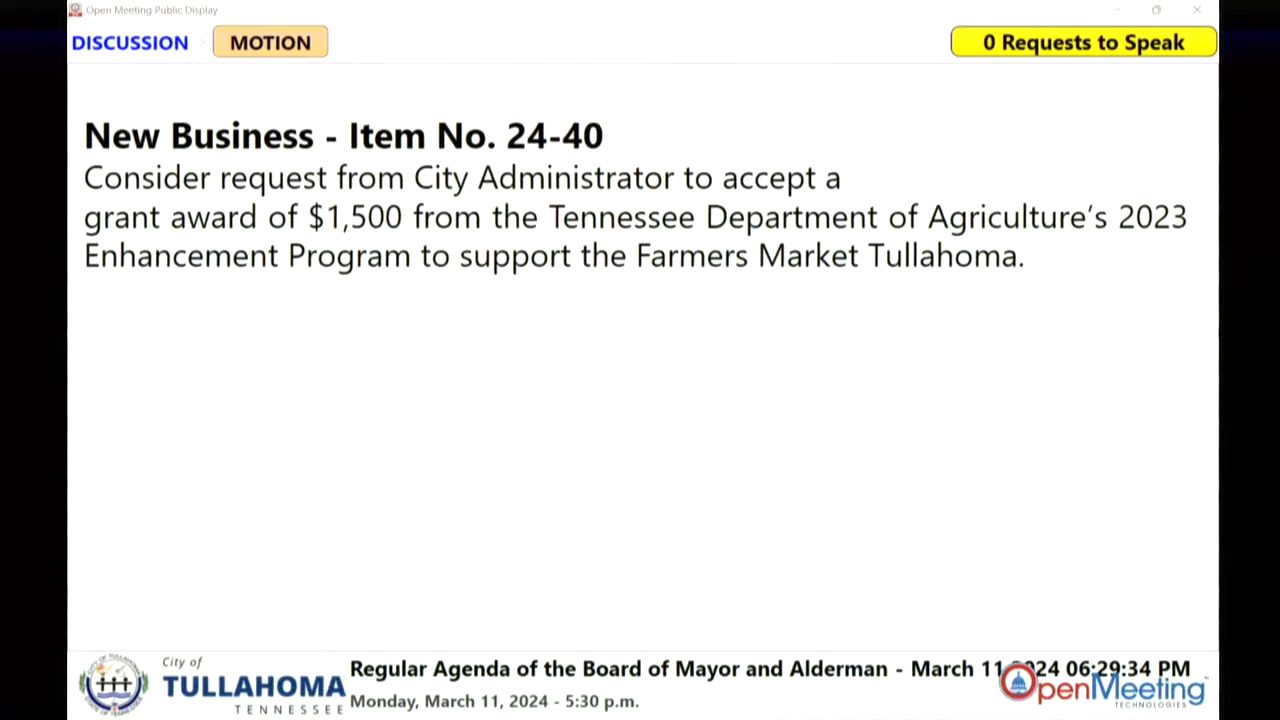 Open Meeting Public Display
DISCUSSION
MOTION
0 Requests to Speak
New Business - Item No. 24-40
Consider request from City Administrator to accept a
grant award of $1,500 from the Tennessee Department of Agriculture’s 2023
Enhancement Program to support the Farmers Market Tullahoma.
City of
TULLAHOMA
TENNESSEE
Regular Agenda of the Board of Mayor and Alderman - March 11 2024 06:29:34 PM
Monday, March 11, 2024 - 5:30 p.m.
OpenMeeting
TECHNOLOGIES